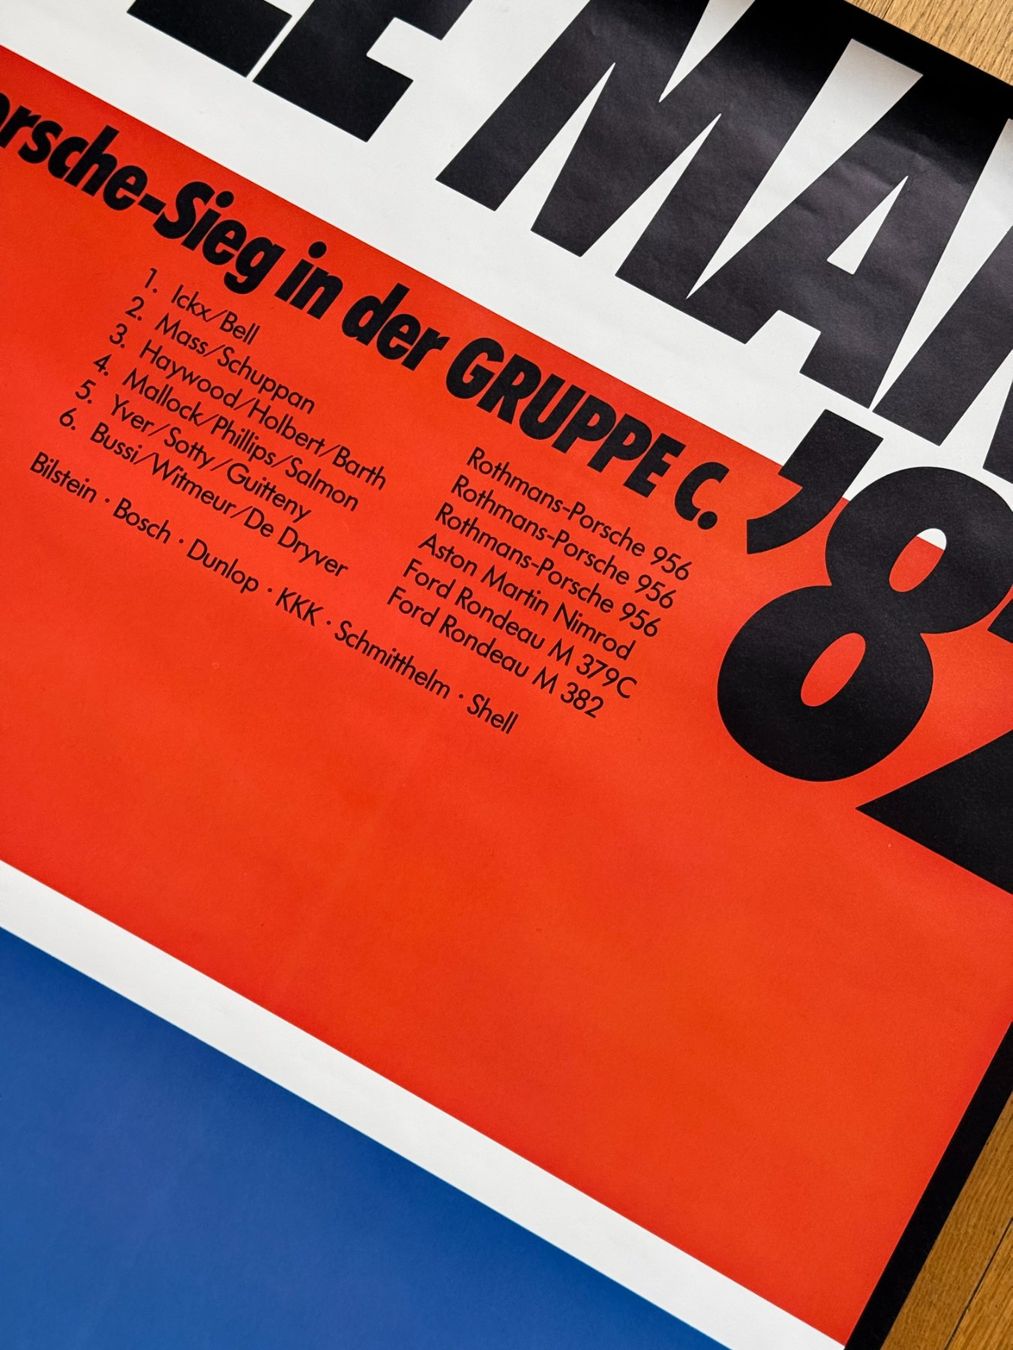 LE MAN
'82
orsche-Sieg in der GRUPPE C.
1. Ickx/Bell Rothmans-Porsche 956
2. Mass/Schuppan Rothmans-Porsche 956
3. Haywood/Holbert/Barth Rothmans-Porsche 956
4. Mallock/Phillips/Salmon Aston Martin Nimrod
5. Yver/Sotty/Guitteny Ford Rondeau M 379C
6. Bussi/Witmeur/De Dryver Ford Rondeau M 382
Bilstein · Bosch · Dunlop · KKK · Schmitthelm · Shell